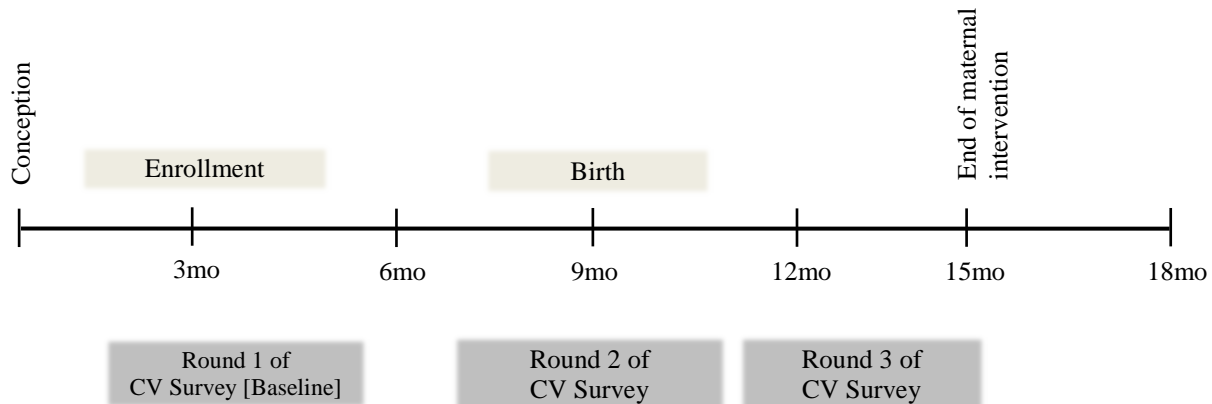 Conception
End of maternal
intervention
Enrollment
Birth
3mo
6mo
9mo
12mo
15mo
18mo
Round 1 of
CV Survey [Baseline]
Round 2 of
CV Survey
Round 3 of
CV Survey